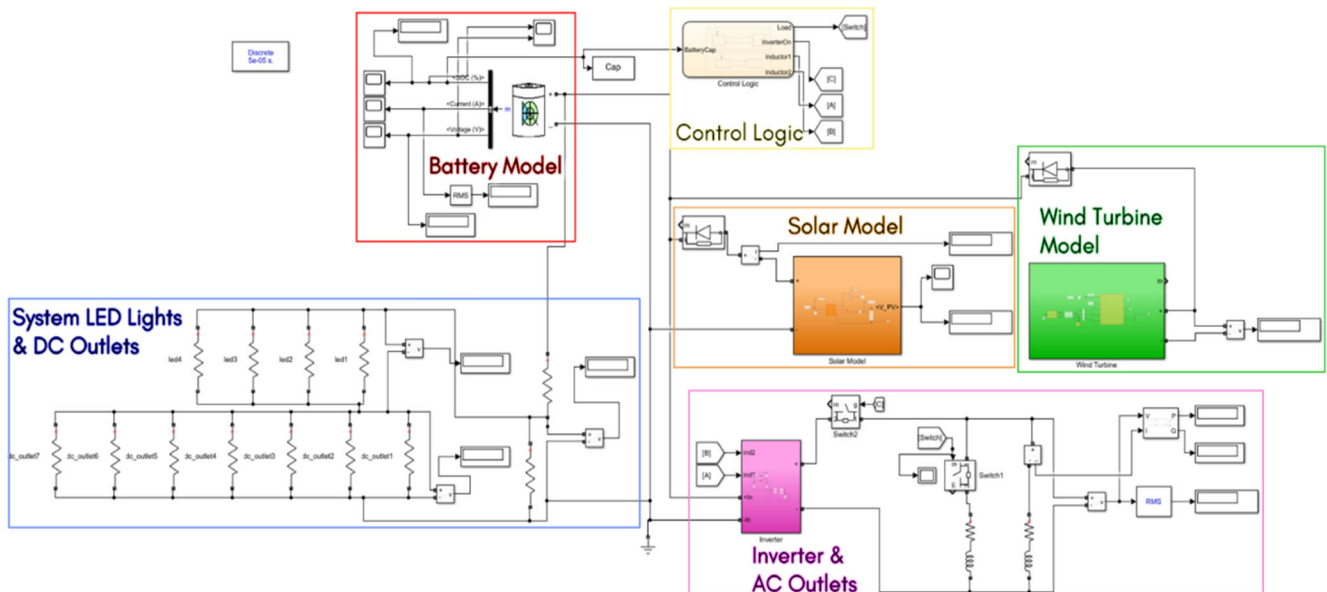 Discrete
5e-05 s.
<SOC (%)>
<Current (A)>
<Voltage (V)>
m
+
-
RMS
Battery Model
Cap
BatteryCap
Load
InverterOn
Inductor1
Inductor2
Control Logic
[Switch]
[C]
[A]
[B]
Control Logic
Solar Model
m
+
-
<V_PV>
Solar Model
Wind Turbine
Model
m
m
+
-
+
-
v
Wind Turbine
System LED Lights
& DC Outlets
led4
led3
led2
led1
+
-
v
dc_outlet6
dc_outlet5
dc_outlet4
dc_outlet3
dc_outlet2
dc_outlet1
+
-
v
+
-
v
[B]
[A]
ind2
+
-
Inverter
m
g
Switch2
[Switch]
Switch1
+
-
v
V
I
P
Q
RMS
Inverter &
AC Outlets